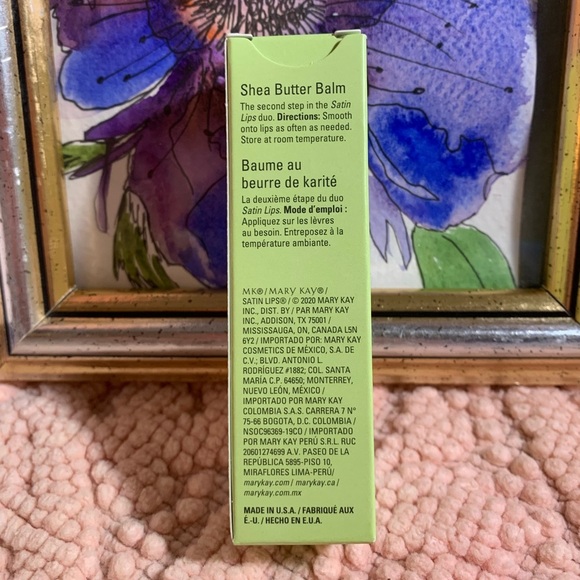 Shea Butter Balm
The second step in the Satin
Lips duo. Directions: Smooth
onto lips as often as needed.
Store at room temperature.
Baume au
beurre de karité
La deuxième étape du duo
Satin Lips. Mode d'emploi :
Appliquez sur les lèvres
au besoin. Entreposez à la
température ambiante.
MK®/MARY KAY®/
SATIN LIPS®/ © 2020 MARY KAY
INC., DIST. BY / PAR MARY KAY
INC., ADDISON, TX 75001 /
MISSISSAUGA, ON, CANADA L5N
6Y2 / IMPORTADO POR: MARY KAY
COSMETICS DE MÉXICO, S.A. DE
C.V.; BLVD. ANTONIO L.
RODRÍGUEZ #1882; COL. SANTA
MARÍA C.P. 64650; MONTERREY,
NUEVO LEÓN, MÉXICO /
IMPORTADO POR MARY KAY
COLOMBIA S.A.S. CARRERA 7 N°
75-66 BOGOTA, D.C. COLOMBIA /
NSOC96369-19CO / IMPORTADO
POR MARY KAY PERÚ S.R.L. RUC
20601274699 A.V. PASEO DE LA
REPÚBLICA 5895-PISO 10,
MIRAFLORES LIMA-PERÚ/
marykay.com / marykay.ca /
marykay.com.mx
MADE IN U.S.A. / FABRIQUÉ AUX
É.-U. / HECHO EN E.U.A.